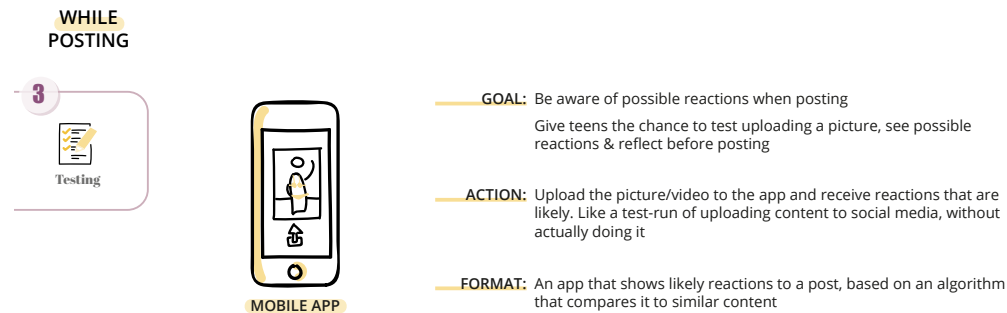 WHILE
POSTING
3
Testing
MOBILE APP
GOAL: Be aware of possible reactions when posting
Give teens the chance to test uploading a picture, see possible
reactions & reflect before posting
ACTION: Upload the picture/video to the app and receive reactions that are
likely. Like a test-run of uploading content to social media, without
actually doing it
FORMAT: An app that shows likely reactions to a post, based on an algorithm
that compares it to similar content